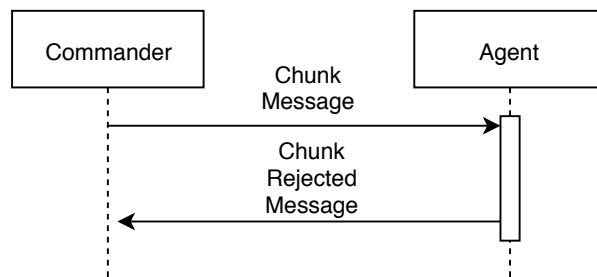 Commander
Agent
Chunk
Message
Chunk
Rejected
Message